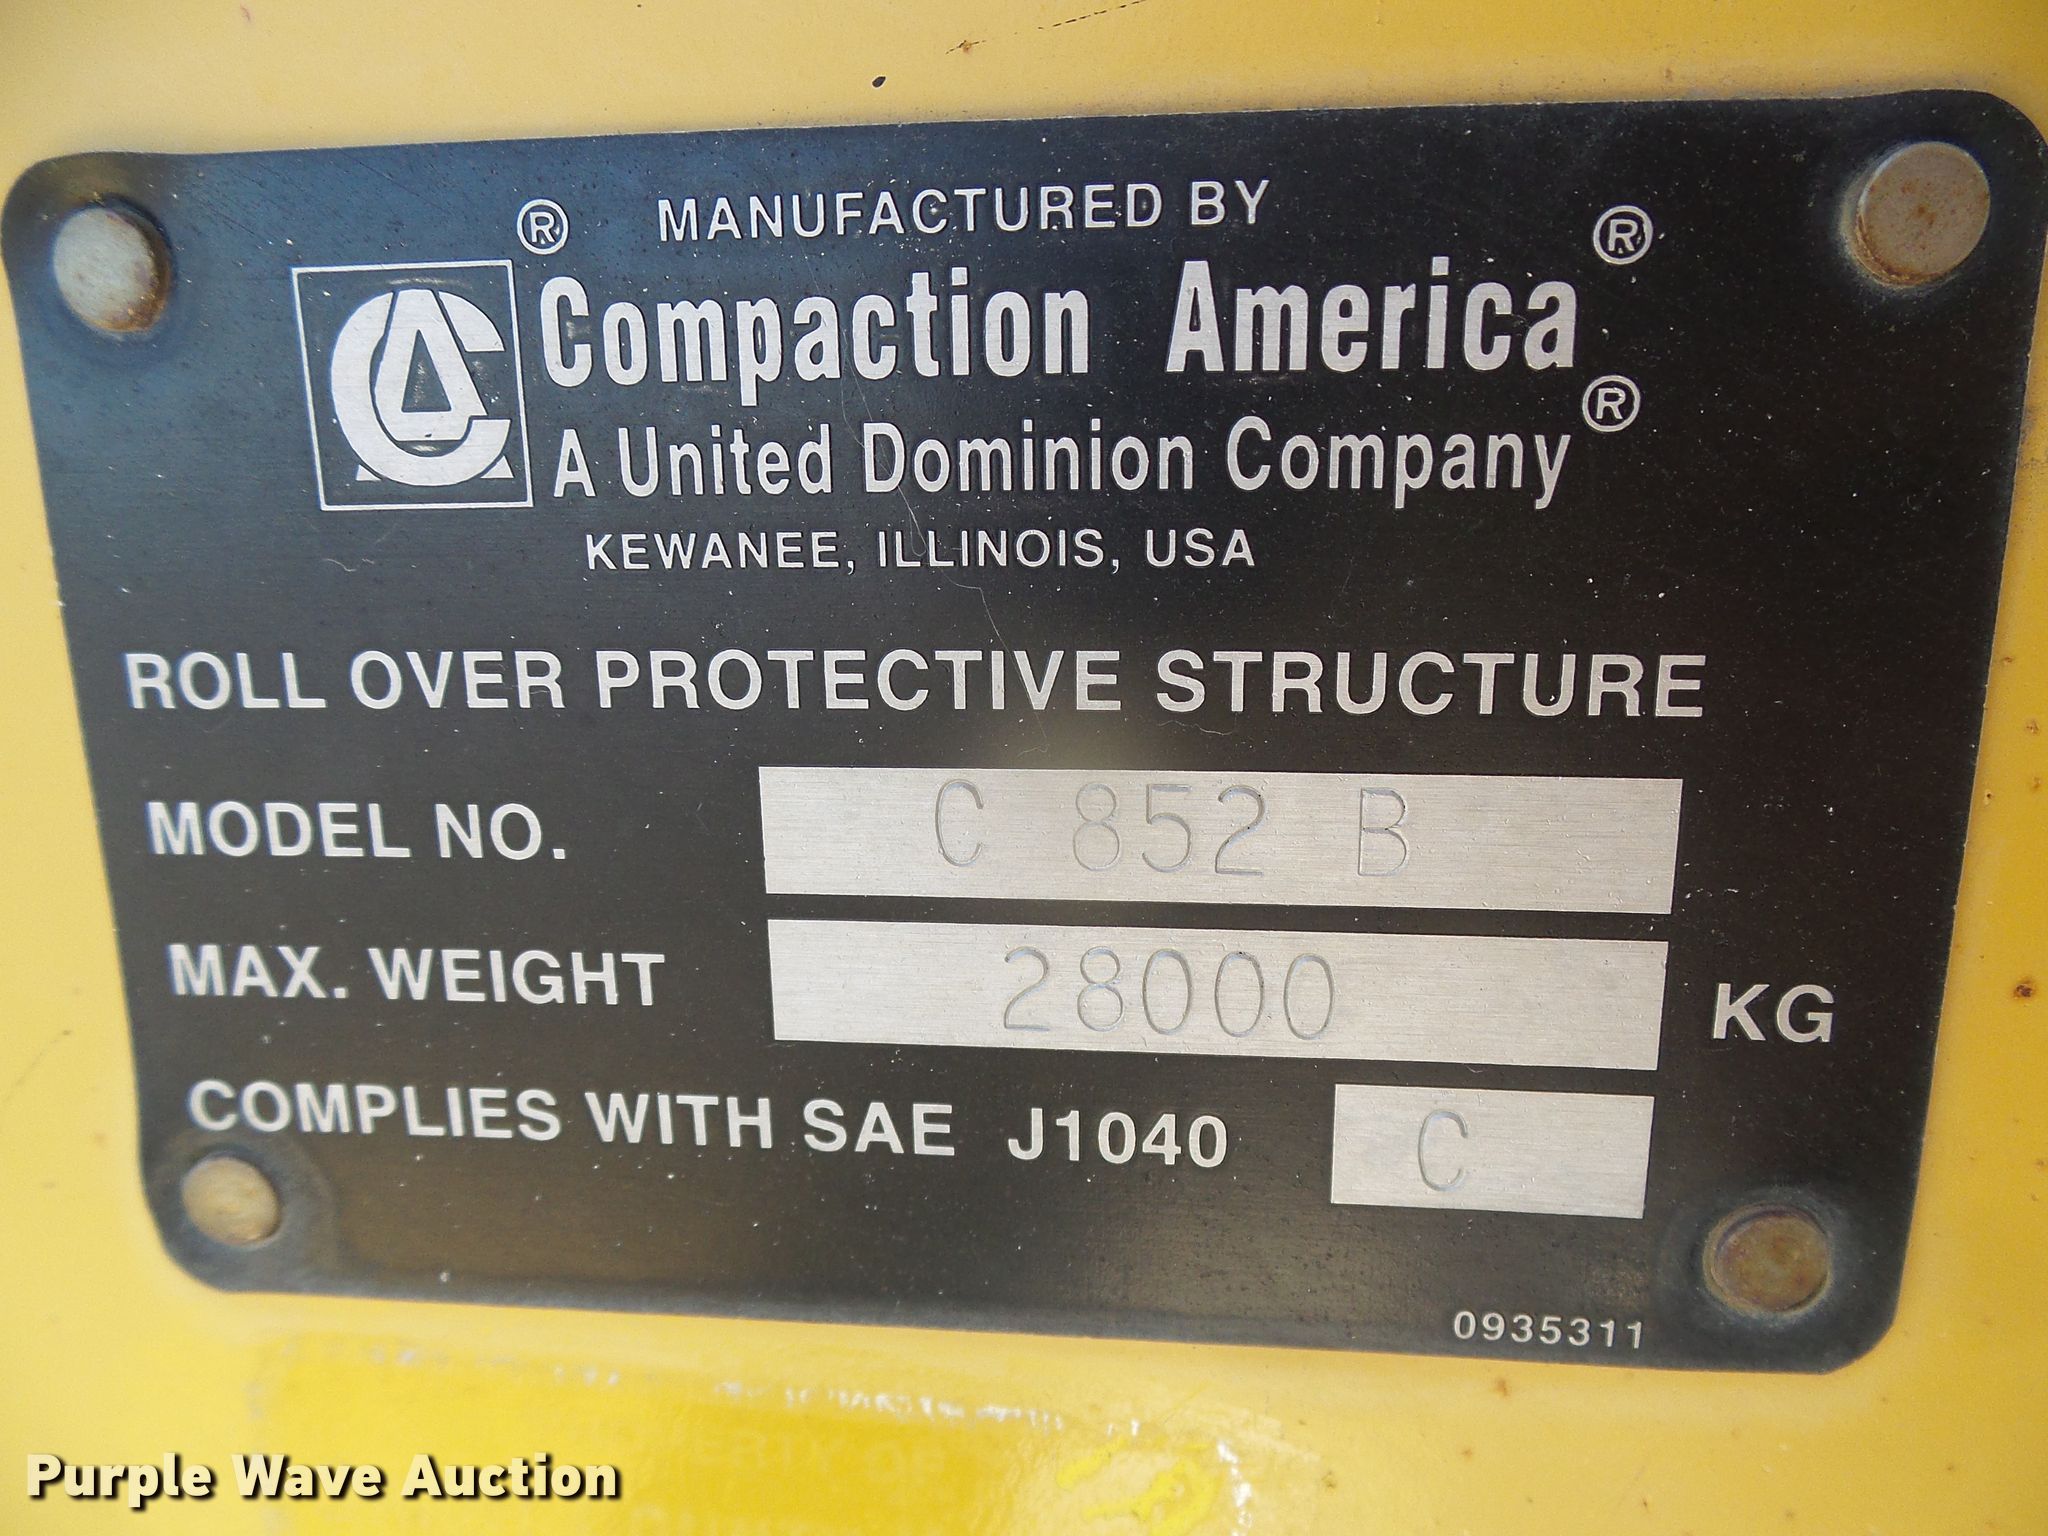 MANUFACTURED BY
® Compaction America ®
A United Dominion Company ®
KEWANEE, ILLINOIS, USA
ROLL OVER PROTECTIVE STRUCTURE
MODEL NO. C 852 B
MAX. WEIGHT 28000 KG
COMPLIES WITH SAE J1040 C
0935311
Purple Wave Auction